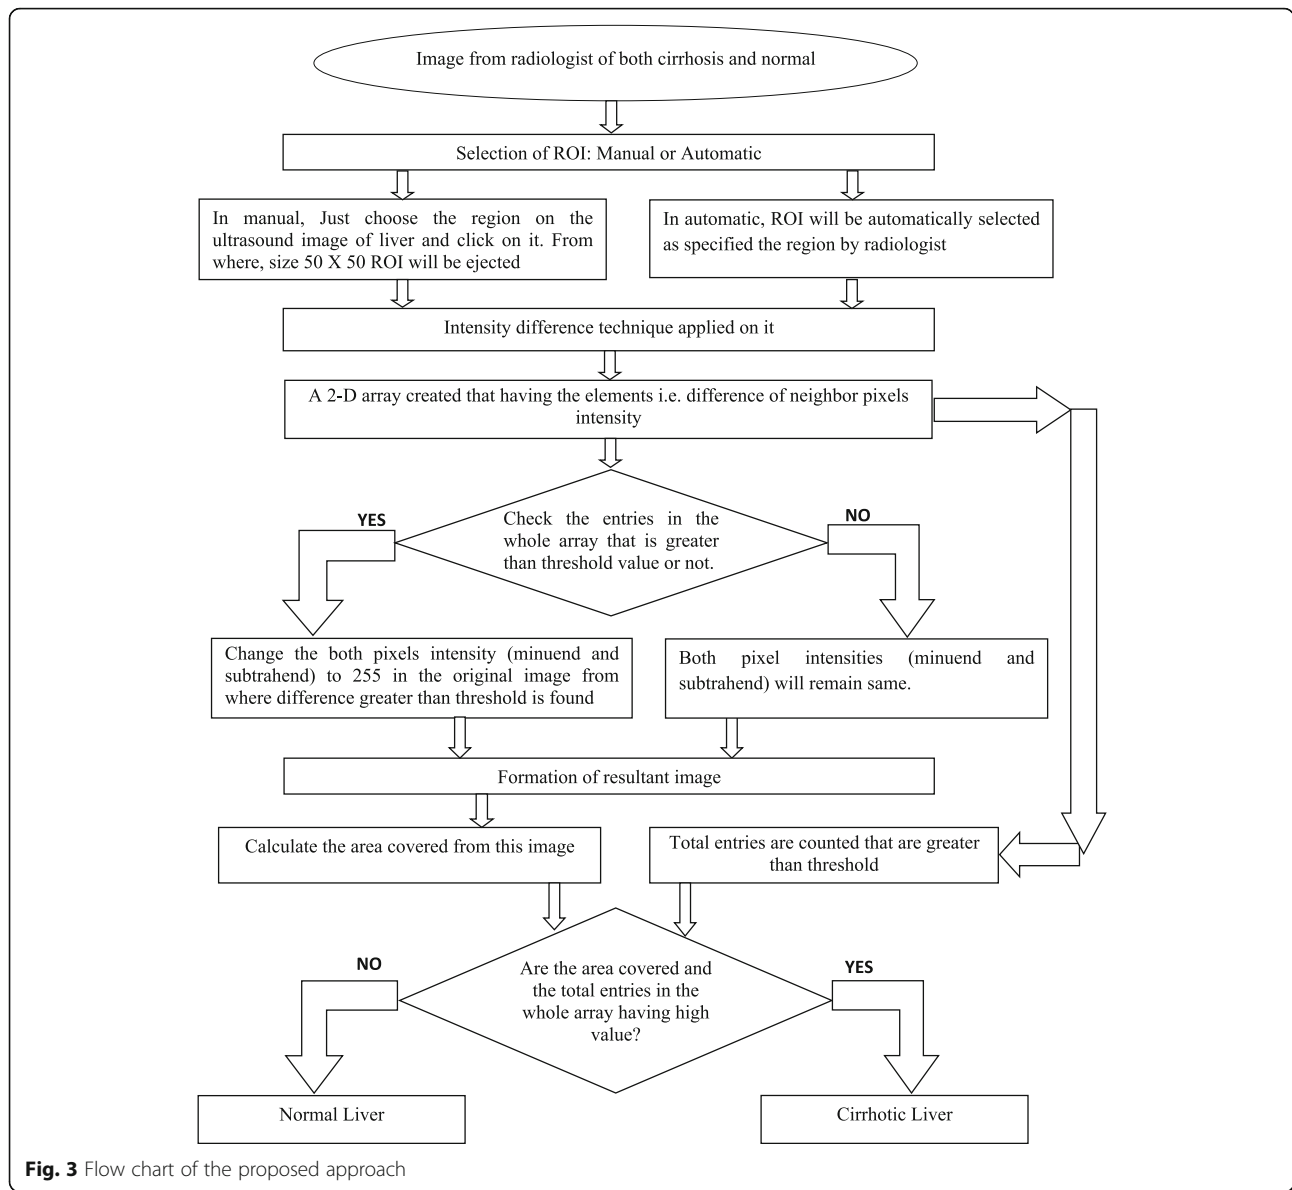 Image from radiologist of both cirrhosis and normal
Selection of ROI: Manual or Automatic
In manual, Just choose the region on the
ultrasound image of liver and click on it. From
where, size 50 X 50 ROI will be ejected
In automatic, ROI will be automatically selected
as specified the region by radiologist
Intensity difference technique applied on it
A 2-D array created that having the elements i.e. difference of neighbor pixels
intensity
YES
Check the entries in the
whole array that is greater
than threshold value or not.
NO
Change the both pixels intensity (minuend and
subtrahend) to 255 in the original image from
where difference greater than threshold is found
Both pixel intensities (minuend and
subtrahend) will remain same.
Formation of resultant image
Calculate the area covered from this image
Total entries are counted that are greater
than threshold
NO
Are the area covered and
the total entries in the
whole array having high
value?
YES
Normal Liver
Cirrhotic Liver
Fig. 3 Flow chart of the proposed approach